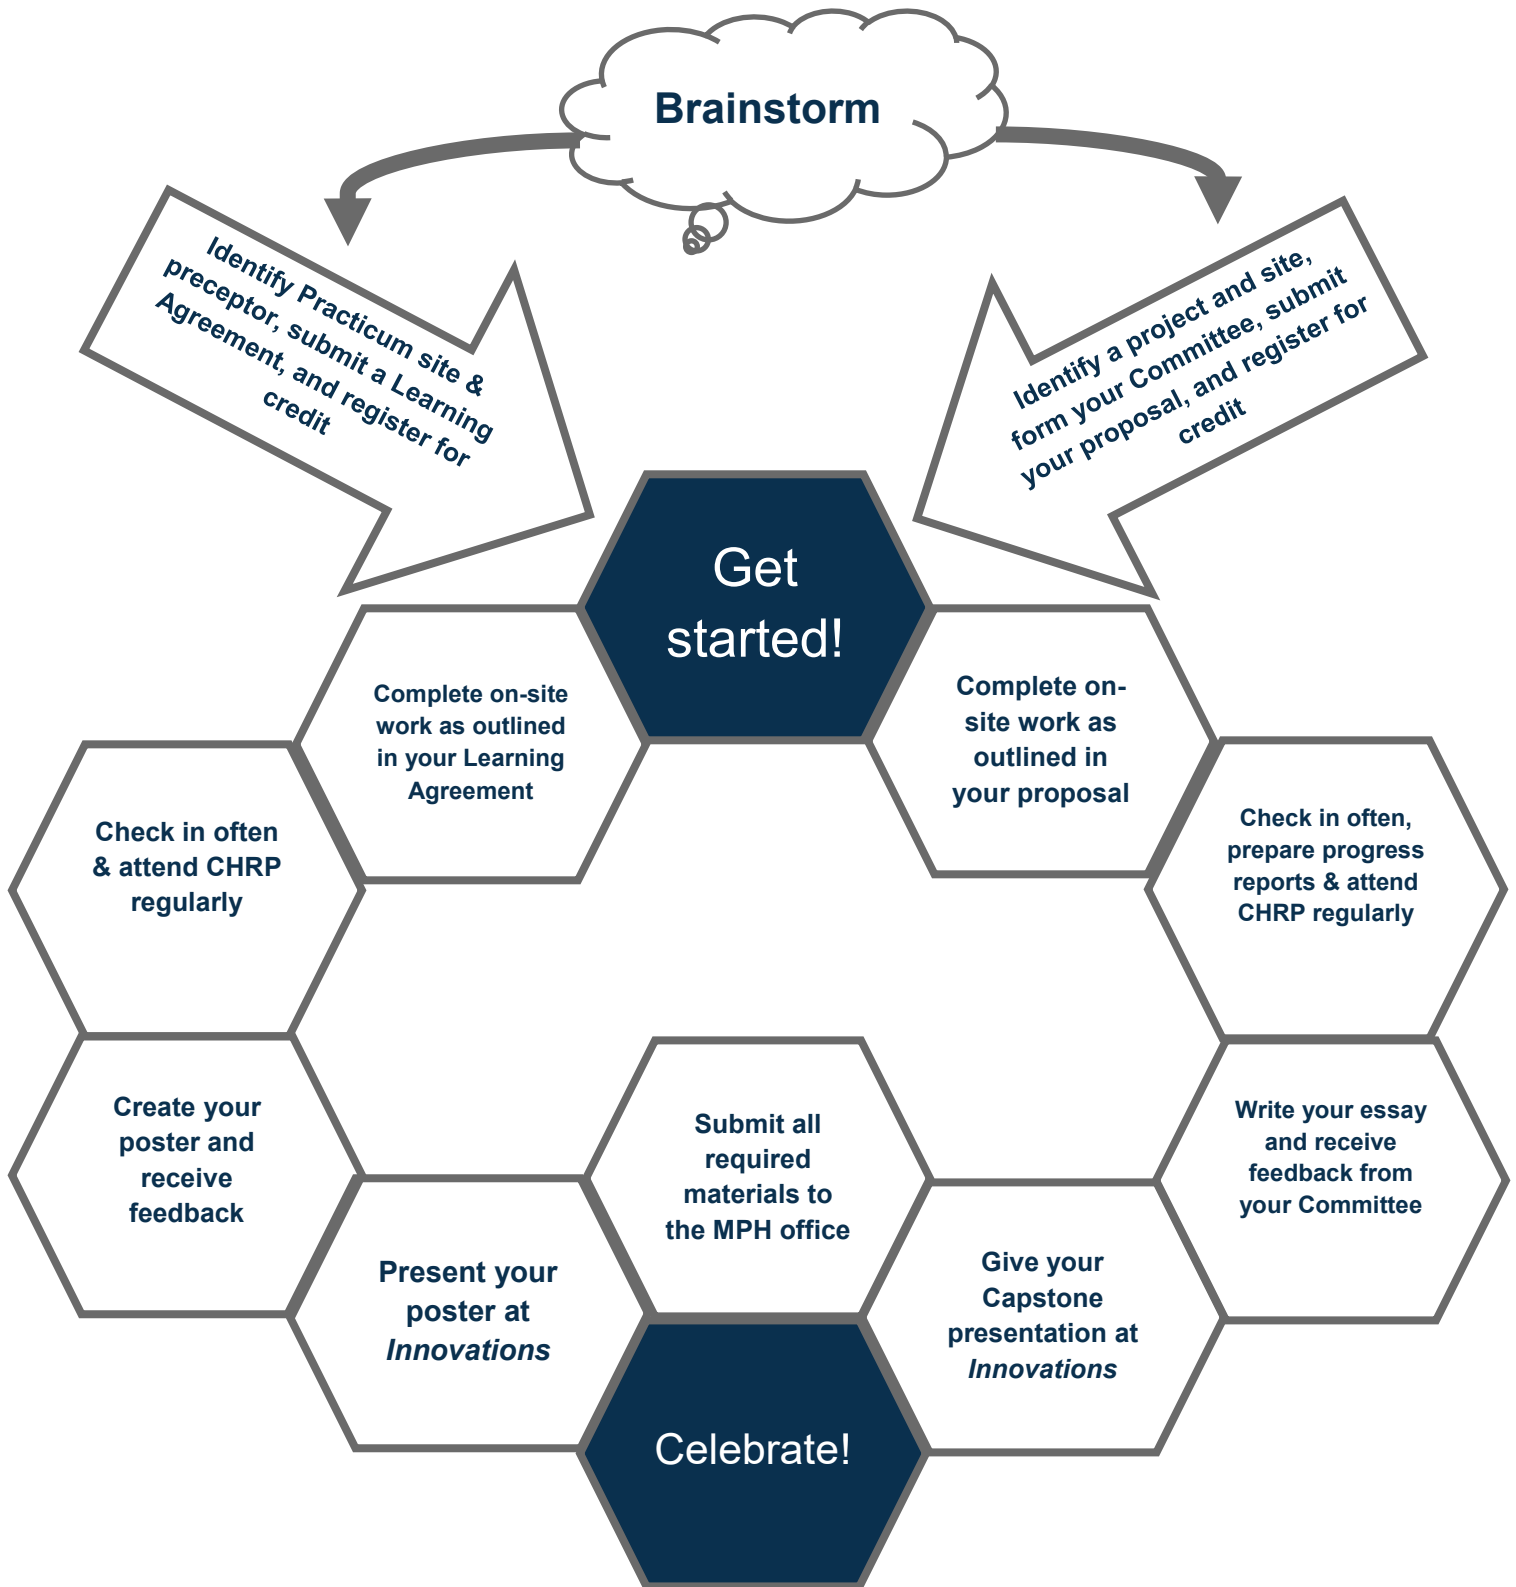 Brainstorm
Identify Practicum site &
preceptor, submit a Learning
Agreement, and register for
credit
Identify a project and site,
form your Committee, submit
your proposal, and register for
credit
Get
started!
Complete on-site
work as outlined
in your Learning
Agreement
Complete on-
site work as
outlined in
your proposal
Check in often
& attend CHRP
regularly
Check in often,
prepare progress
reports & attend
CHRP regularly
Create your
poster and
receive
feedback
Submit all
required
materials to
the MPH office
Write your essay
and receive
feedback from
your Committee
Present your
poster at
Innovations
Give your
Capstone
presentation at
Innovations
Celebrate!